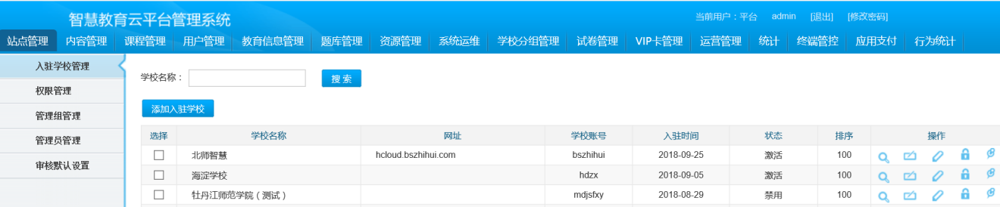 智慧教育云平台管理系统
当前用户：平台 admin [退出] [修改密码]
站点管理 内容管理 课程管理 用户管理 教育信息管理 题库管理 资源管理 系统运维 学校分组管理 试卷管理 VIP卡管理 运营管理 统计 终端管控 应用支付 行为统计
入驻学校管理
权限管理
管理组管理
管理员管理
审核默认设置
学校名称： 搜索
添加入驻学校
选择 学校名称 网址 学校账号 入驻时间 状态 排序 操作
北师智慧 hcloud.bszhihui.com bszhihui 2018-09-25 激活 100
海淀学校 hdzx 2018-09-05 激活 100
牡丹江师范学院（测试） mdjsfxy 2018-08-29 禁用 100